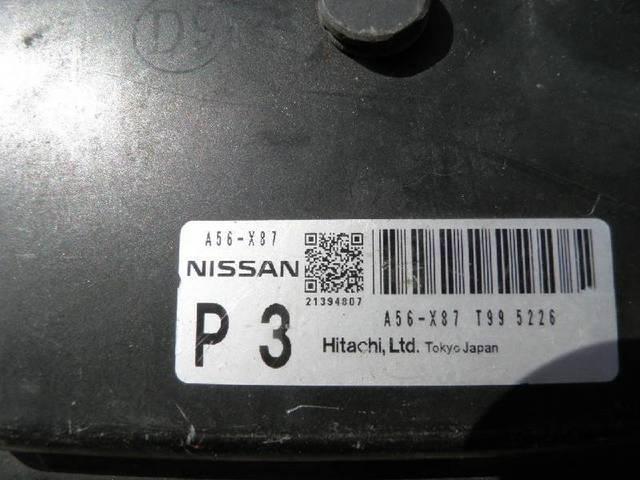 A56-X87
NISSAN
21394807
A56-X87 T99 5226
P 3
Hitachi, Ltd. Tokyo Japan